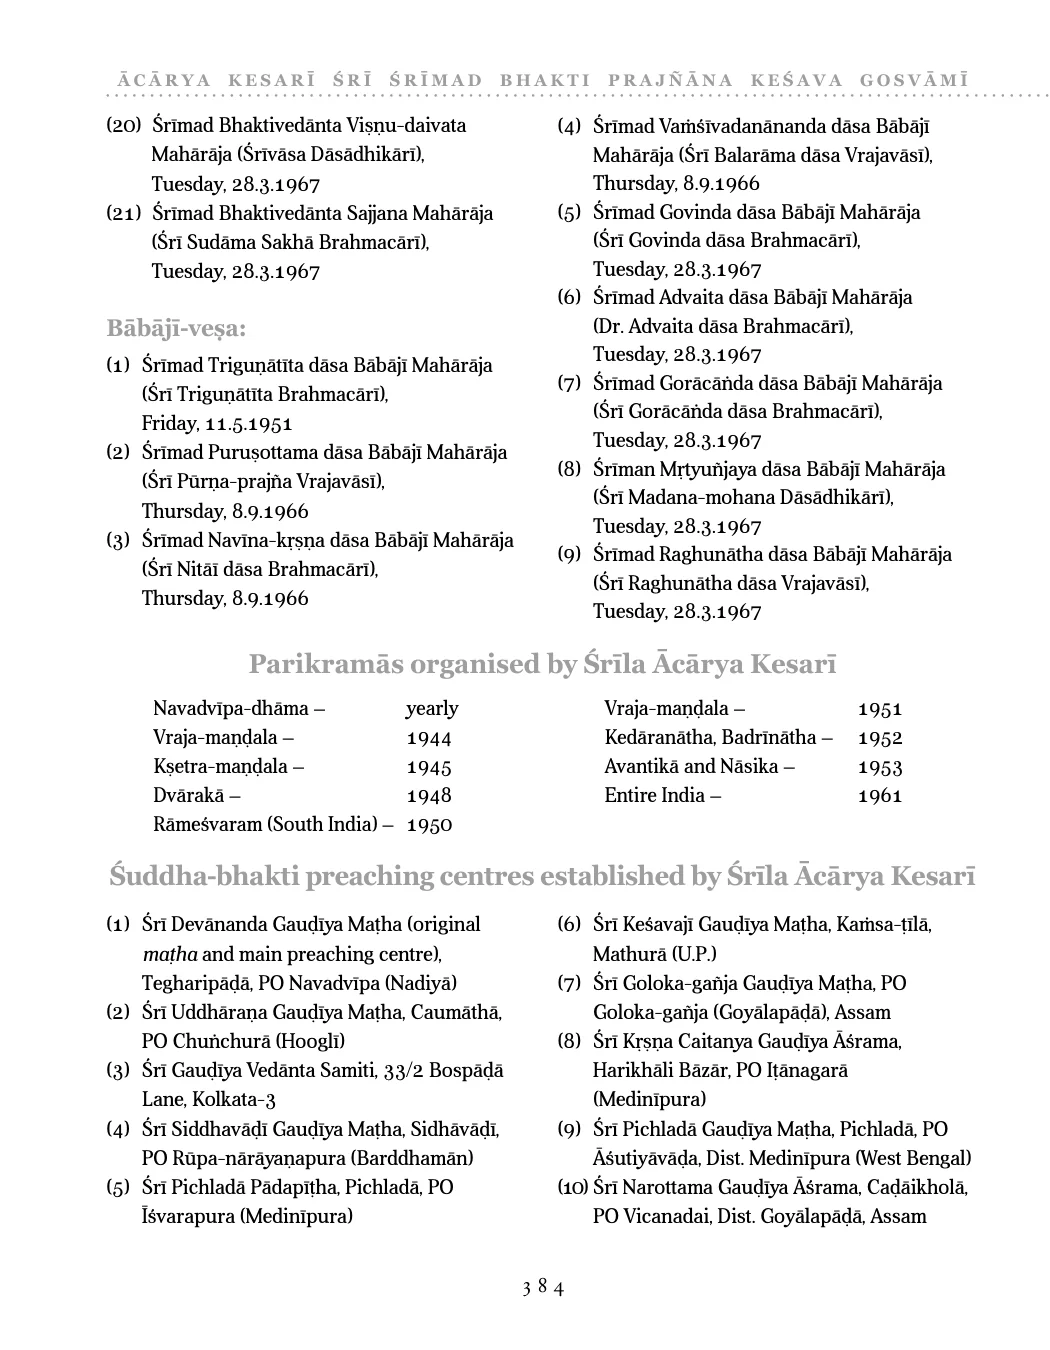 ĀCĀRYA KESARĪ ŚRĪ ŚRĪMAD BHAKTI PRAJÑĀNA KEŚAVA GOSVĀMĪ
(20) Śrīmad Bhaktivedānta Viṣṇu-daivata
Mahārāja (Śrīvāsa Dāsādhikārī),
Tuesday, 28.3.1967
(21) Śrīmad Bhaktivedānta Sajjana Mahārāja
(Śrī Sudāma Sakhā Brahmacārī),
Tuesday, 28.3.1967
Bābājī-veṣa:
(1) Śrīmad Triguṇātīta dāsa Bābājī Mahārāja
(Śrī Triguṇātīta Brahmacārī),
Friday, 11.5.1951
(2) Śrīmad Puruṣottama dāsa Bābājī Mahārāja
(Śrī Pūrṇa-prajña Vrajavāsī),
Thursday, 8.9.1966
(3) Śrīmad Navīna-kṛṣṇa dāsa Bābājī Mahārāja
(Śrī Nitāī dāsa Brahmacārī),
Thursday, 8.9.1966
(4) Śrīmad Vaṁśīvadanānanda dāsa Bābājī
Mahārāja (Śrī Balarāma dāsa Vrajavāsī),
Thursday, 8.9.1966
(5) Śrīmad Govinda dāsa Bābājī Mahārāja
(Śrī Govinda dāsa Brahmacārī),
Tuesday, 28.3.1967
(6) Śrīmad Advaita dāsa Bābājī Mahārāja
(Dr. Advaita dāsa Brahmacārī),
Tuesday, 28.3.1967
(7) Śrīmad Gorācāṅda dāsa Bābājī Mahārāja
(Śrī Gorācāṅda dāsa Brahmacārī),
Tuesday, 28.3.1967
(8) Śrīman Mṛtyuñjaya dāsa Bābājī Mahārāja
(Śrī Madana-mohana Dāsādhikārī),
Tuesday, 28.3.1967
(9) Śrīmad Raghunātha dāsa Bābājī Mahārāja
(Śrī Raghunātha dāsa Vrajavāsī),
Tuesday, 28.3.1967
Parikramās organised by Śrīla Ācārya Kesarī
Navadvīpa-dhāma – yearly
Vraja-maṇḍala – 1944
Kṣetra-maṇḍala – 1945
Dvārakā – 1948
Rāmeśvaram (South India) – 1950
Vraja-maṇḍala – 1951
Kedāranātha, Badrīnātha – 1952
Avantikā and Nāsika – 1953
Entire India – 1961
Śuddha-bhakti preaching centres established by Śrīla Ācārya Kesarī
(1) Śrī Devānanda Gauḍīya Maṭha (original
maṭha and main preaching centre),
Tegharipāḍā, PO Navadvīpa (Nadiyā)
(2) Śrī Uddhāraṇa Gauḍīya Maṭha, Caumāthā,
PO Chuṅchurā (Hooglī)
(3) Śrī Gauḍīya Vedānta Samiti, 33/2 Bospāḍā
Lane, Kolkata-3
(4) Śrī Siddhavāḍī Gauḍīya Maṭha, Sidhāvāḍī,
PO Rūpa-nārāyaṇapura (Barddhamān)
(5) Śrī Pichladā Pādapīṭha, Pichladā, PO
Īśvarapura (Medinīpura)
(6) Śrī Keśavajī Gauḍīya Maṭha, Kaṁsa-ṭīlā,
Mathurā (U.P.)
(7) Śrī Goloka-gañja Gauḍīya Maṭha, PO
Goloka-gañja (Goyālapāḍā), Assam
(8) Śrī Kṛṣṇa Caitanya Gauḍīya Āśrama,
Harikhāli Bāzār, PO Iṭānagarā
(Medinīpura)
(9) Śrī Pichladā Gauḍīya Maṭha, Pichladā, PO
Āśutiyāvāḍa, Dist. Medinīpura (West Bengal)
(10) Śrī Narottama Gauḍīya Āśrama, Caḍāikholā,
PO Vicanadai, Dist. Goyālapāḍā, Assam
384